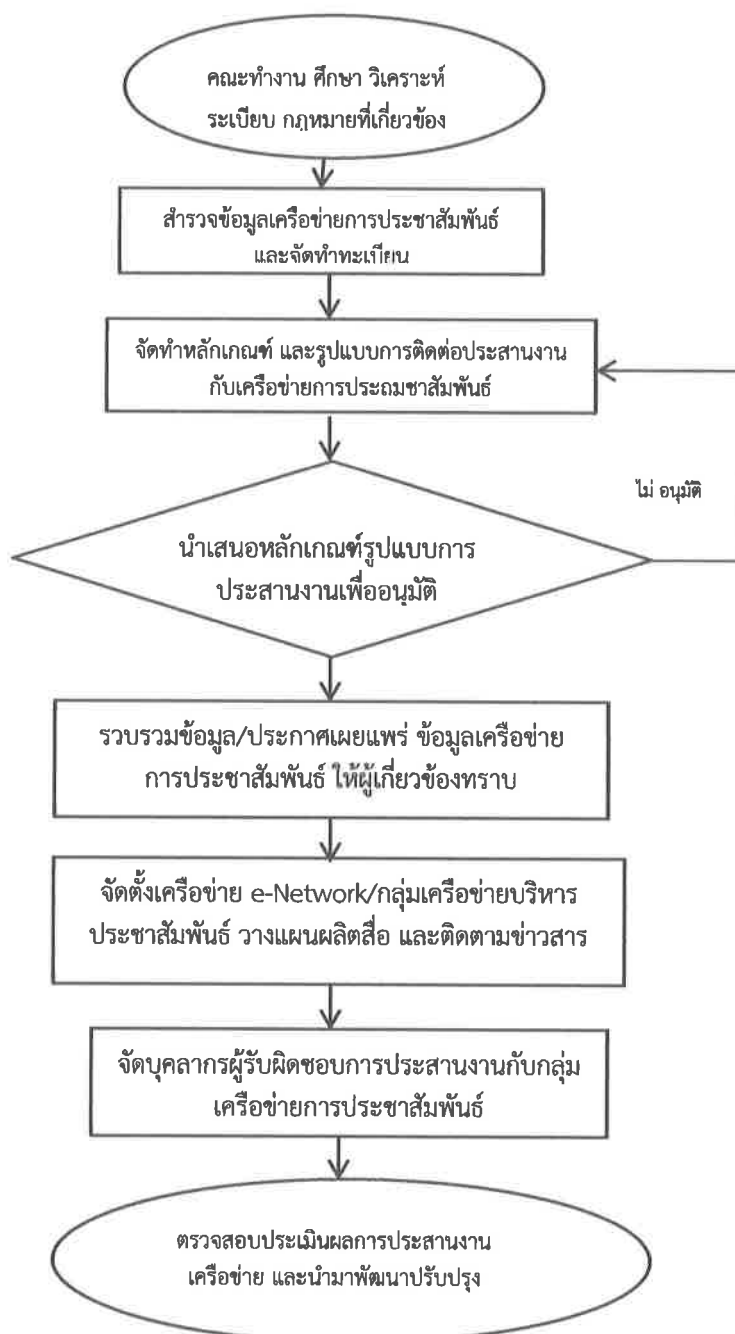 คณะทำงาน ศึกษา วิเคราะห์
ระเบียบ กฎหมายที่เกี่ยวข้อง
สำรวจข้อมูลเครือข่ายการประชาสัมพันธ์
และจัดทำทะเบียน
จัดทำหลักเกณฑ์ และรูปแบบการติดต่อประสานงาน
กับเครือข่ายการประถมชาสัมพันธ์
ไม่ อนุมัติ
นำเสนอหลักเกณฑ์รูปแบบการ
ประสานงานเพื่ออนุมัติ
รวบรวมข้อมูล/ประกาศเผยแพร่ ข้อมูลเครือข่าย
การประชาสัมพันธ์ ให้ผู้เกี่ยวข้องทราบ
จัดตั้งเครือข่าย e-Network/กลุ่มเครือข่ายบริหาร
ประชาสัมพันธ์ วางแผนผลิตสื่อ และติดตามข่าวสาร
จัดบุคลากรผู้รับผิดชอบการประสานงานกับกลุ่ม
เครือข่ายการประชาสัมพันธ์
ตรวจสอบประเมินผลการประสานงาน
เครือข่าย และนำมาพัฒนาปรับปรุง